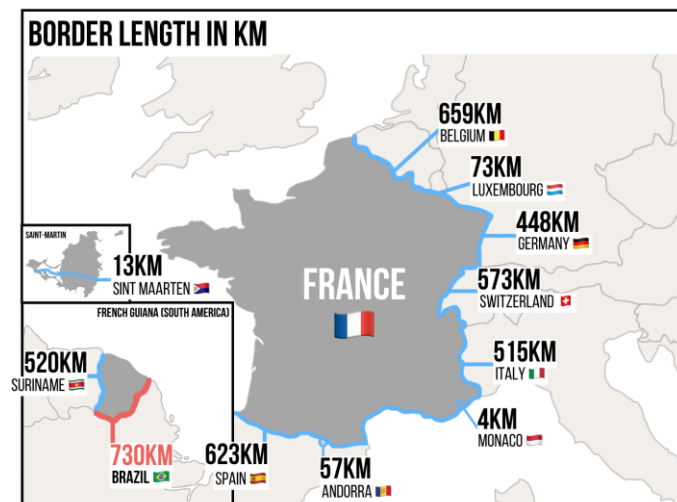 BORDER LENGTH IN KM
659KM
BELGIUM 🇧🇪
73KM
LUXEMBOURG 🇱🇺
448KM
GERMANY 🇩🇪
SAINT-MARTIN
13KM
SINT MAARTEN 🇸🇽
FRANCE
🇫🇷
573KM
SWITZERLAND 🇨🇭
FRENCH GUIANA (SOUTH AMERICA)
520KM
SURINAME 🇸🇷
515KM
ITALY 🇮🇹
4KM
MONACO 🇲🇨
730KM
BRAZIL 🇧🇷
623KM
SPAIN 🇪🇸
57KM
ANDORRA 🇦🇩